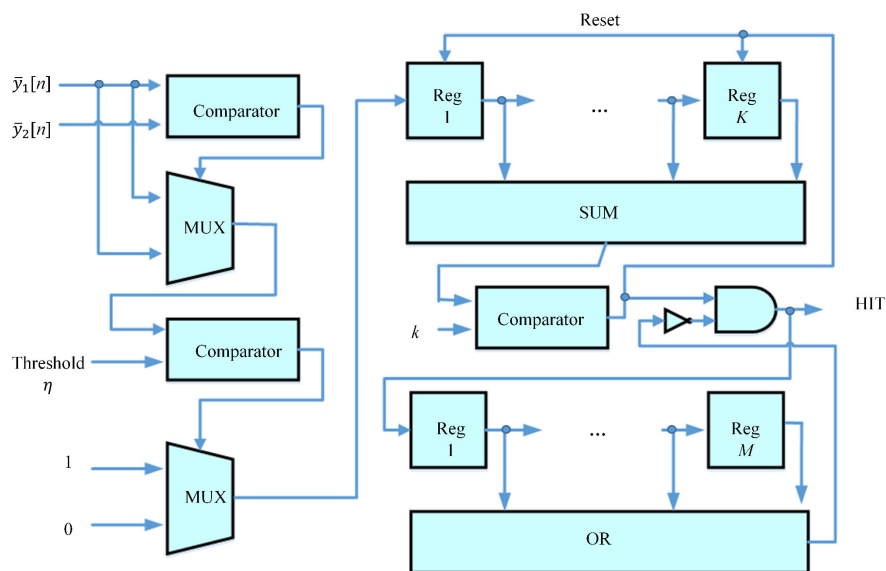 Reset
ȳ₁[n]
ȳ₂[n]
Comparator
MUX
Threshold
η
Comparator
1
0
MUX
Reg
1
...
Reg
K
SUM
k
Comparator
HIT
Reg
1
...
Reg
M
OR